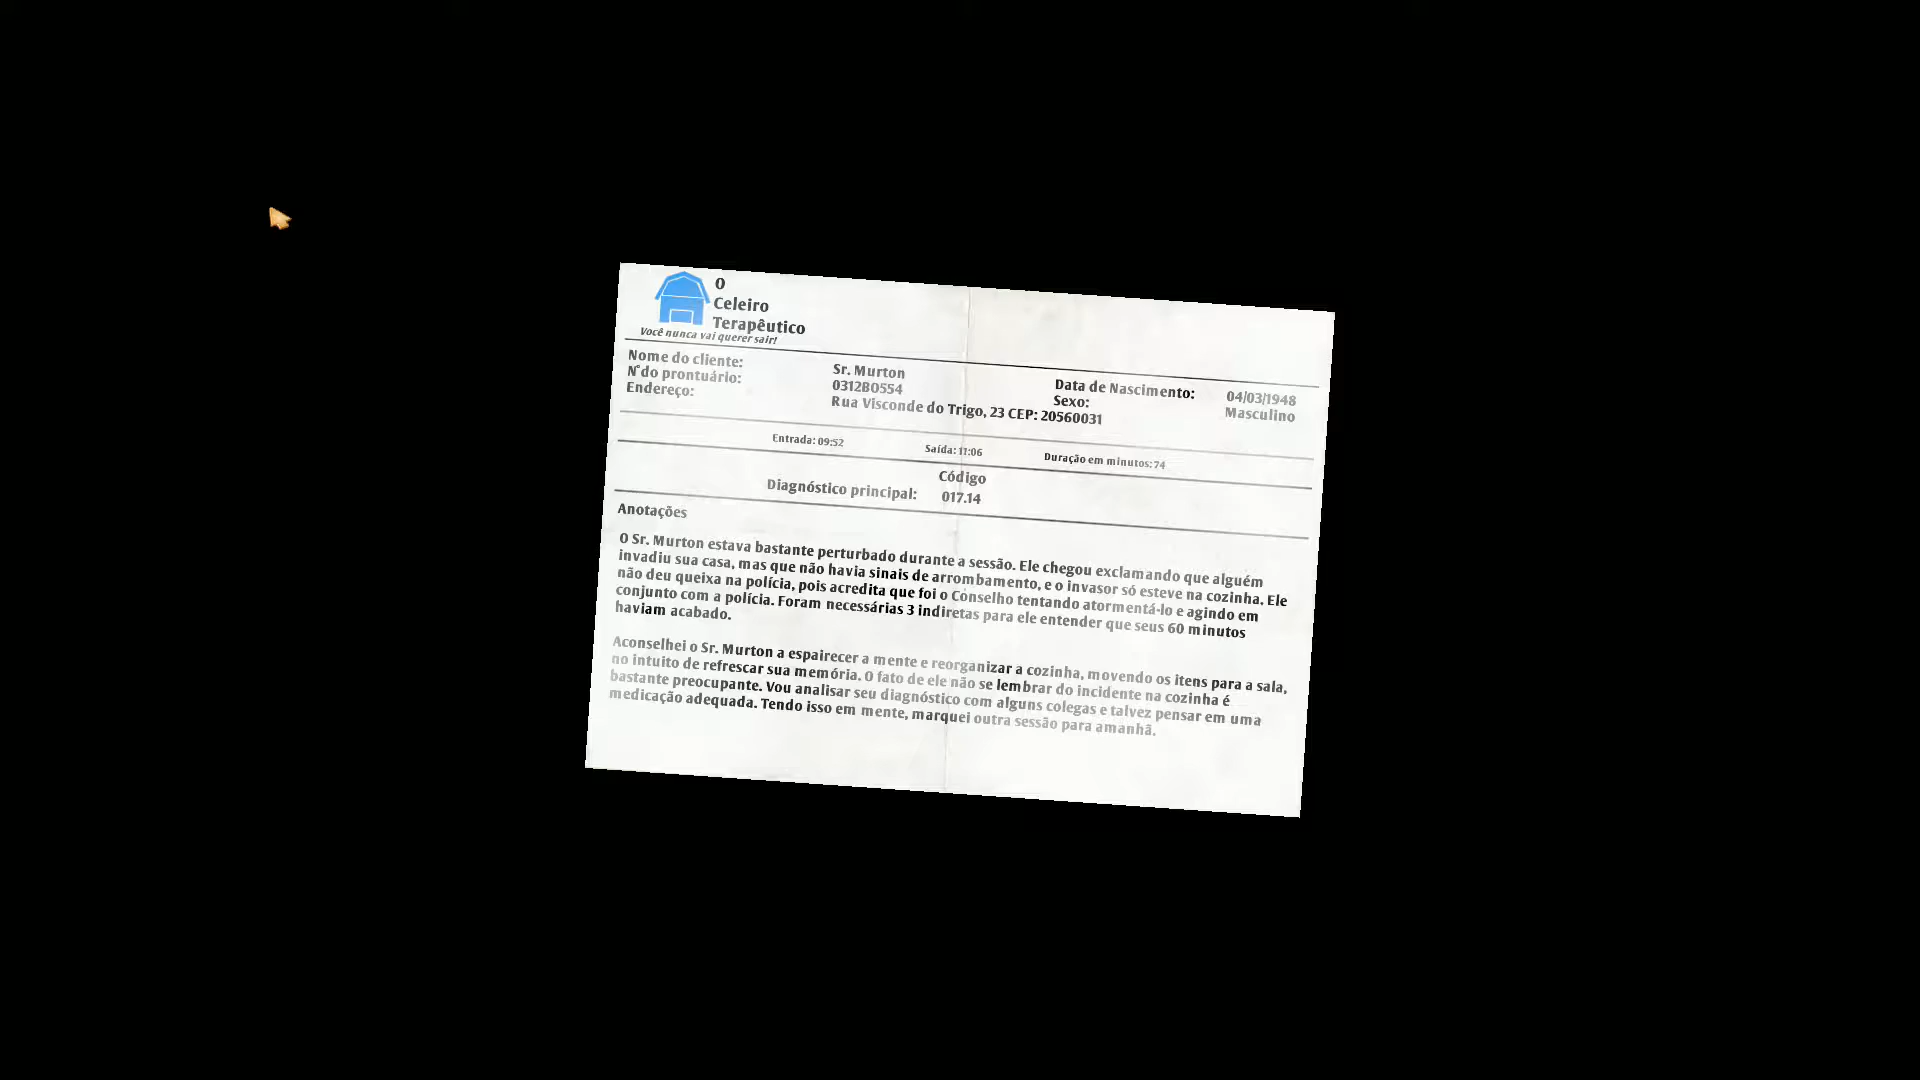 O
Celeiro
Terapêutico
Você nunca vai querer sair!
Nome do cliente: Sr. Murton Data de Nascimento: 04/03/1948
N°do prontuário: 0312B0554 Sexo: Masculino
Endereço: Rua Visconde do Trigo, 23 CEP: 20560031
Entrada: 09:52 Saída: 11:06 Duração em minutos: 74
Código
Diagnóstico principal: 017.14
Anotações
O Sr. Murton estava bastante perturbado durante a sessão. Ele chegou exclamando que alguém
invadiu sua casa, mas que não havia sinais de arrombamento, e o invasor só esteve na cozinha. Ele
não deu queixa na polícia, pois acredita que foi o Conselho tentando atormentá-lo e agindo em
conjunto com a polícia. Foram necessárias 3 indiretas para ele entender que seus 60 minutos
haviam acabado.
Aconselhei o Sr. Murton a espairecer a mente e reorganizar a cozinha, movendo os itens para a sala,
no intuito de refrescar sua memória. O fato de ele não se lembrar do incidente na cozinha é
bastante preocupante. Vou analisar seu diagnóstico com alguns colegas e talvez pensar em uma
medicação adequada. Tendo isso em mente, marquei outra sessão para amanhã.